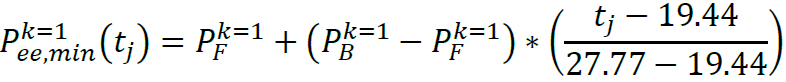 P_{ee,min}^{k=1}(t_j) = P_F^{k=1} + (P_B^{k=1} − P_F^{k=1}) ∗ ((t_j − 19.44) / (27.77 − 19.44))